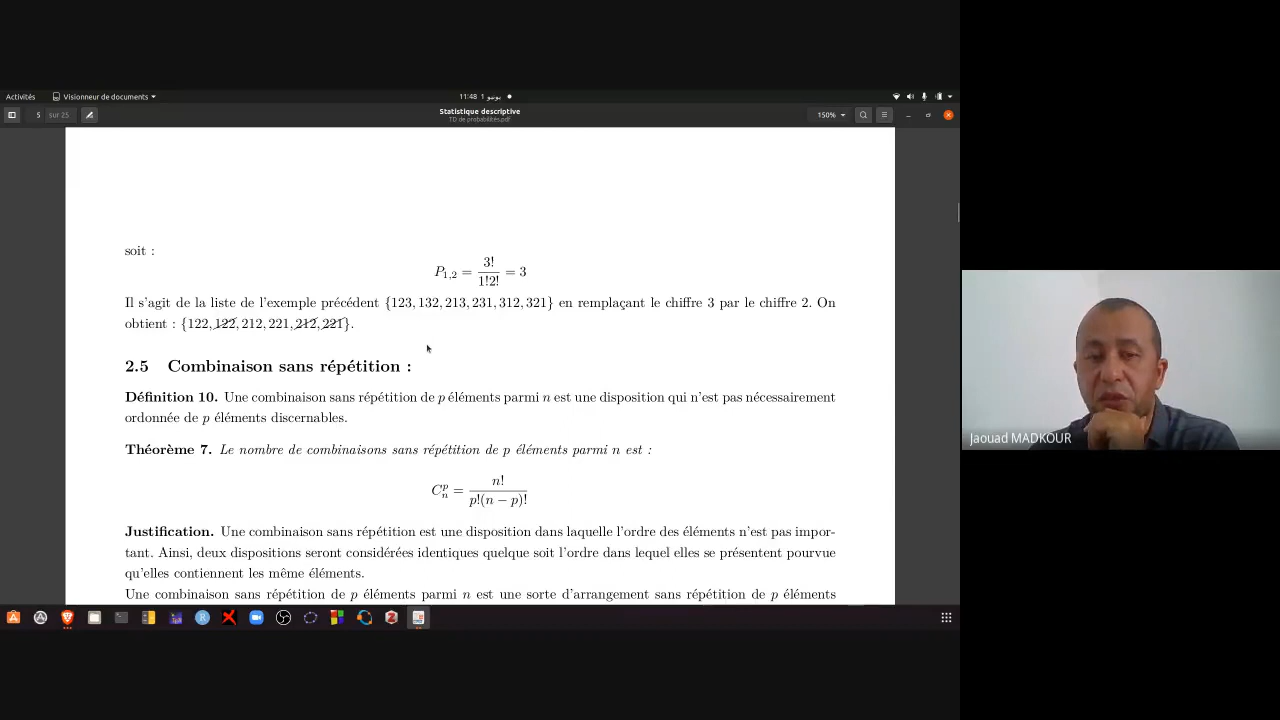 Activités
Visionneur de documents
11:48 1 يونيو
5 sur 25
Statistique descriptive
TD de probabilités.pdf
150%
soit :
P1,2 = 3! / 1!2! = 3
Il s'agit de la liste de l'exemple précédent {123, 132, 213, 231, 312, 321} en remplaçant le chiffre 3 par le chiffre 2. On
obtient : {122, 122, 212, 221, 212, 221}.
2.5 Combinaison sans répétition :
Définition 10. Une combinaison sans répétition de p éléments parmi n est une disposition qui n'est pas nécessairement
ordonnée de p éléments discernables.
Théorème 7. Le nombre de combinaisons sans répétition de p éléments parmi n est :
C_n^p = n! / p!(n − p)!
Justification. Une combinaison sans répétition est une disposition dans laquelle l'ordre des éléments n'est pas impor-
tant. Ainsi, deux dispositions seront considérées identiques quelque soit l'ordre dans lequel elles se présentent pourvue
qu'elles contiennent les même éléments.
Une combinaison sans répétition de p éléments parmi n est une sorte d'arrangement sans répétition de p éléments
Jaouad MADKOUR